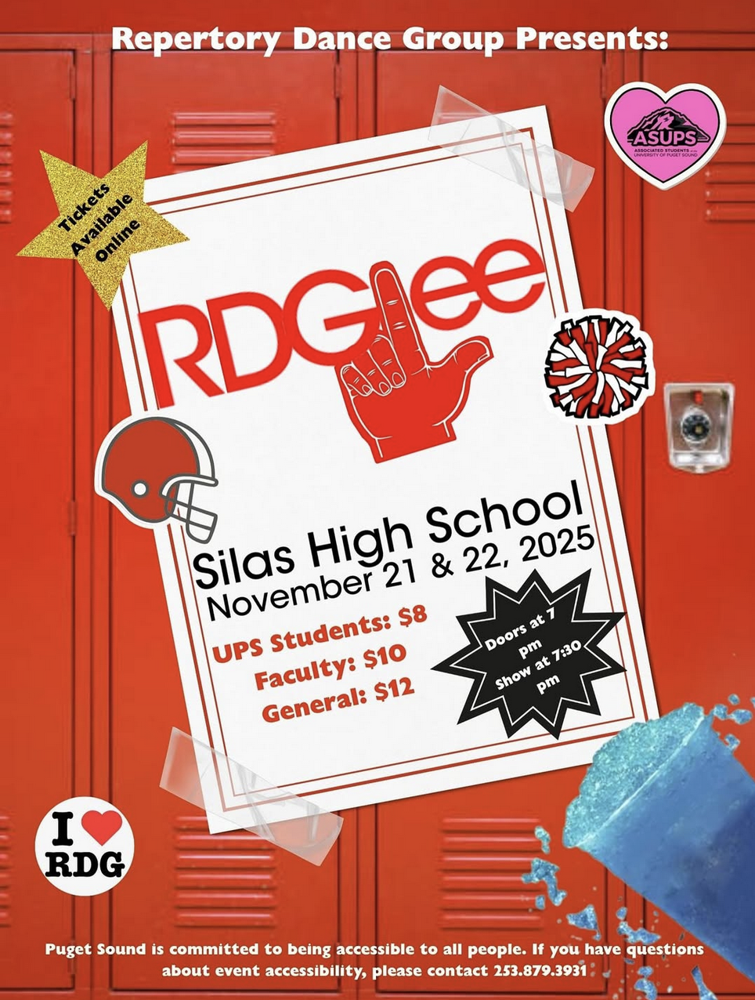 Repertory Dance Group Presents:
ASUPS
ASSOCIATED STUDENTS of the
UNIVERSITY OF PUGET SOUND
Tickets
Available
Online
RDGlee
Silas High School
November 21 & 22, 2025
UPS Students: $8
Faculty: $10
General: $12
Doors at 7
pm
Show at 7:30
pm
I ❤
RDG
Puget Sound is committed to being accessible to all people. If you have questions
about event accessibility, please contact 253.879.3931